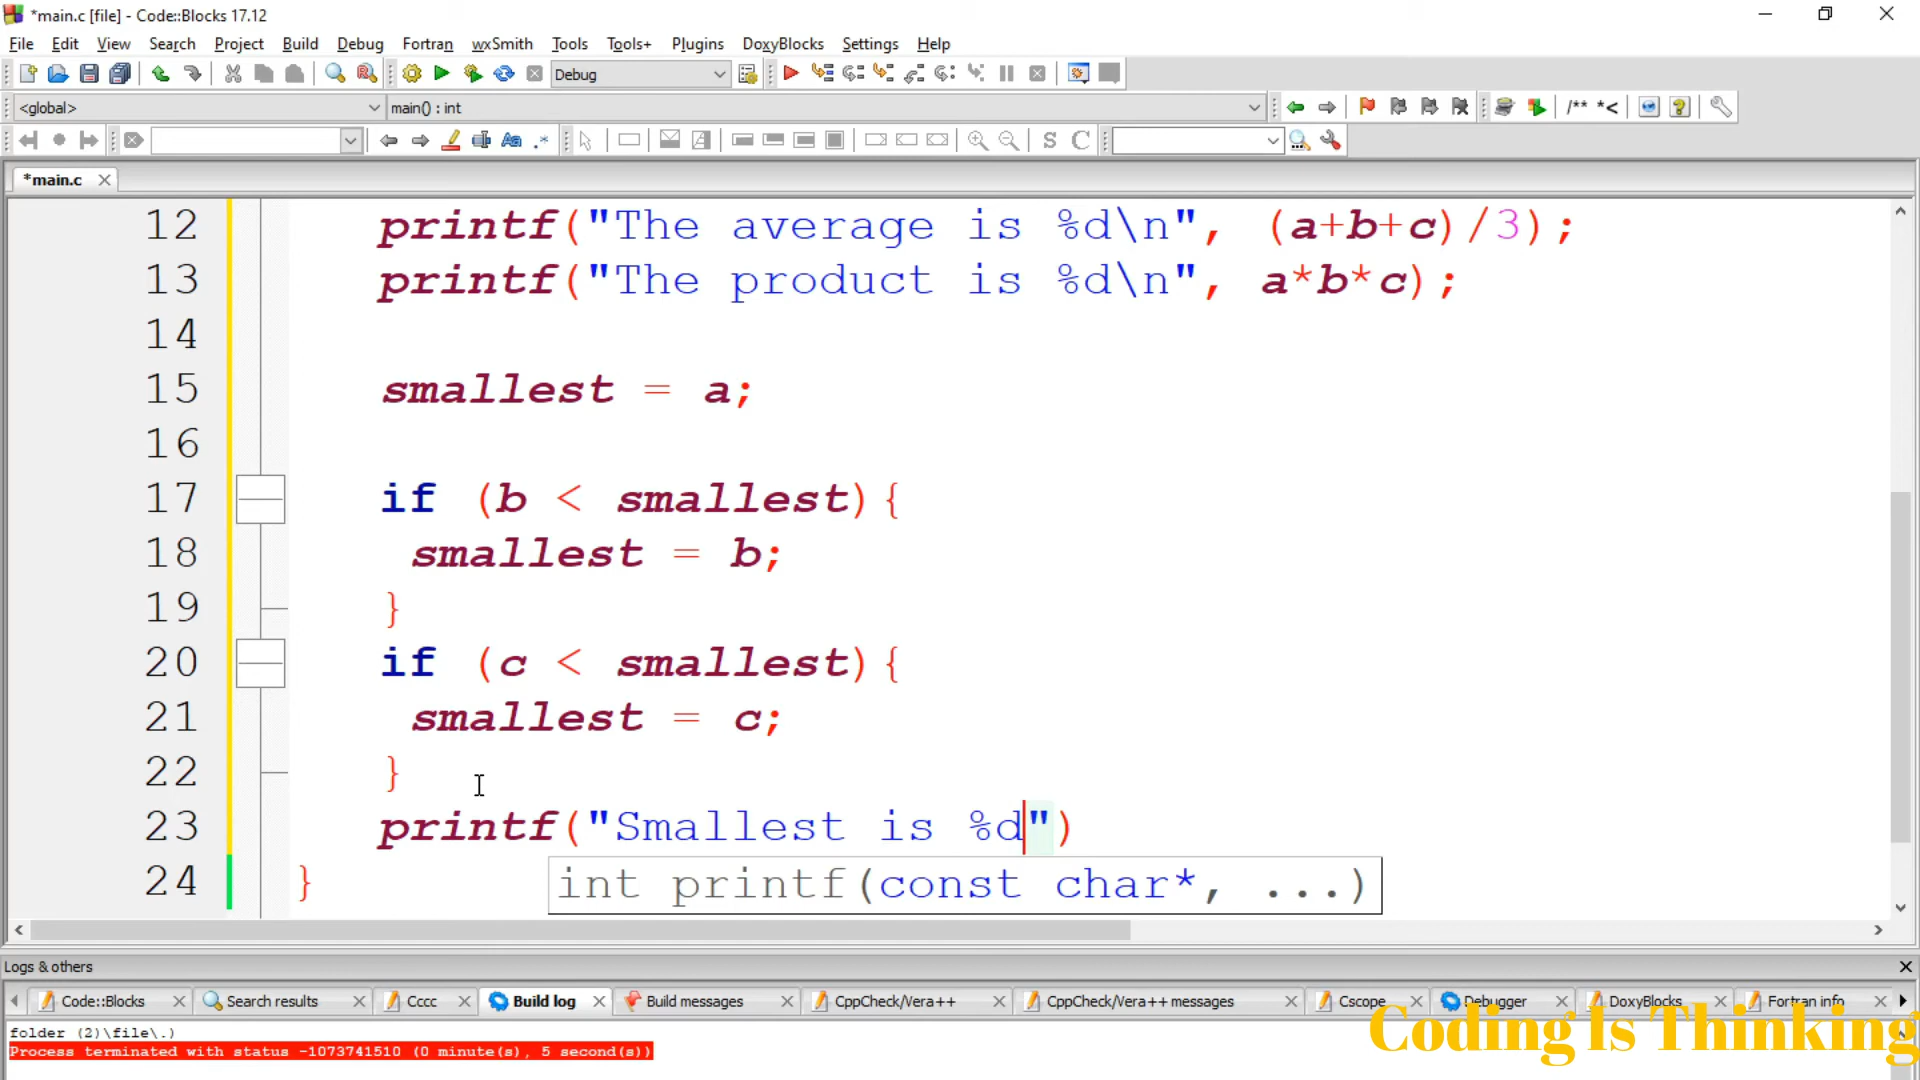 *main.c [file] - Code::Blocks 17.12
File Edit View Search Project Build Debug Fortran wxSmith Tools Tools+ Plugins DoxyBlocks Settings Help
Debug
<global> main() : int /** *<
Aa .* S C
*main.c
12 printf("The average is %d\n", (a+b+c)/3);
13 printf("The product is %d\n", a*b*c);
14
15 smallest = a;
16
17 if (b < smallest){
18 smallest = b;
19 }
20 if (c < smallest){
21 smallest = c;
22 }
23 printf("Smallest is %d")
24 }
int printf(const char*, ...)
Logs & others
Code::Blocks Search results Cccc Build log Build messages CppCheck/Vera++ CppCheck/Vera++ messages Cscope Debugger DoxyBlocks Fortran info
folder (2)\file\.)
Process terminated with status -1073741510 (0 minute(s), 5 second(s))
Coding Is Thinking